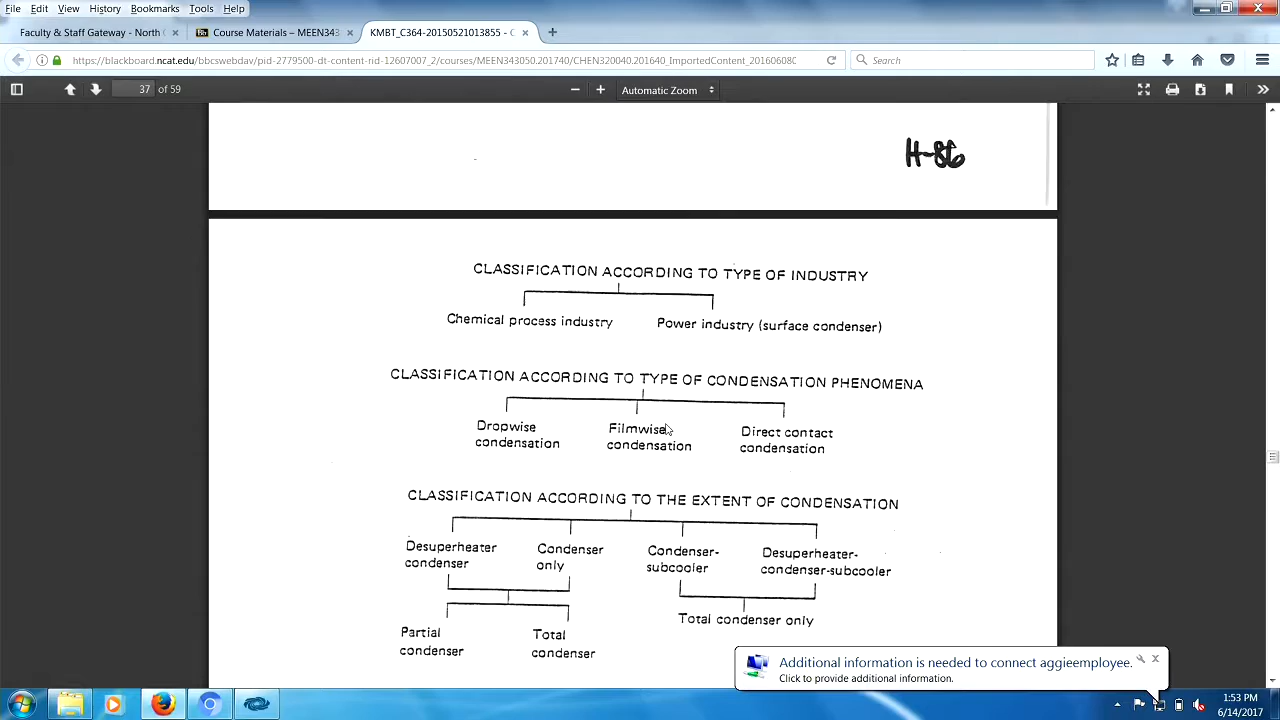 File Edit View History Bookmarks Tools Help
Faculty & Staff Gateway - North
Course Materials – MEEN343
KMBT_C364-20150521013855 - C
https://blackboard.ncat.edu/bbcswebdav/pid-2779500-dt-content-rid-12607007_2/courses/MEEN343050.201740/CHEN320040.201640_ImportedContent_201606080
Search
37 of 59
Automatic Zoom
H-86
CLASSIFICATION ACCORDING TO TYPE OF INDUSTRY
Chemical process industry
Power industry (surface condenser)
CLASSIFICATION ACCORDING TO TYPE OF CONDENSATION PHENOMENA
Dropwise
condensation
Filmwise
condensation
Direct contact
condensation
CLASSIFICATION ACCORDING TO THE EXTENT OF CONDENSATION
Desuperheater
condenser
Condenser
only
Condenser-
subcooler
Desuperheater-
condenser-subcooler
Partial
condenser
Total
condenser
Total condenser only
Additional information is needed to connect aggieemployee.
Click to provide additional information.
1:53 PM
6/14/2017